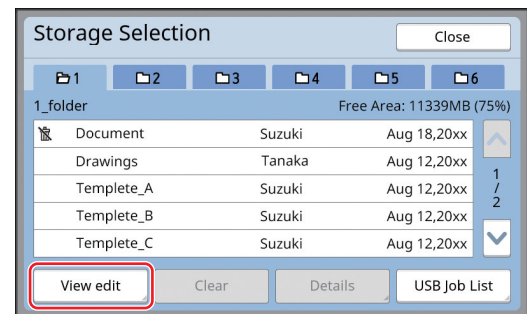 Storage Selection Close
1 2 3 4 5 6
1_folder Free Area: 11339MB (75%)
Document Suzuki Aug 18,20xx
Drawings Tanaka Aug 12,20xx
Templete_A Suzuki Aug 12,20xx
Templete_B Suzuki Aug 12,20xx
Templete_C Suzuki Aug 12,20xx
1
/
2
View edit Clear Details USB Job List